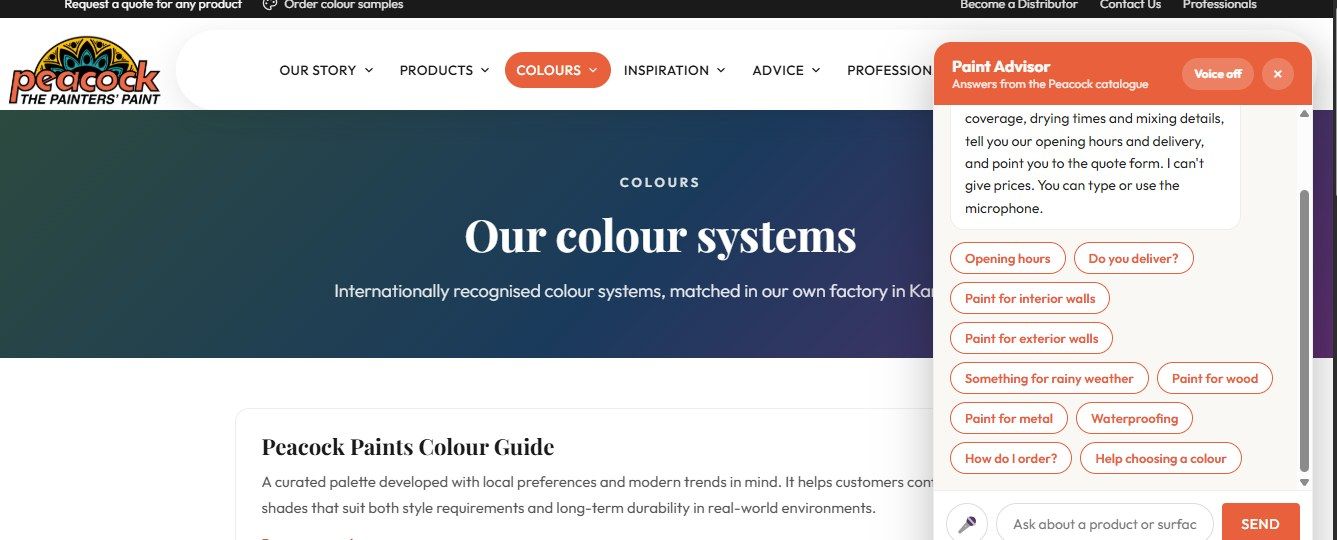 Request a quote for any product
Order colour samples
Become a Distributor
Contact Us
Professionals
peacock
THE PAINTERS' PAINT
OUR STORY
PRODUCTS
COLOURS
INSPIRATION
ADVICE
PROFESSION
COLOURS
Our colour systems
Internationally recognised colour systems, matched in our own factory in Kar
Peacock Paints Colour Guide
A curated palette developed with local preferences and modern trends in mind. It helps customers
shades that suit both style requirements and long-term durability in real-world environments.
Paint Advisor
Answers from the Peacock catalogue
Voice off
×
coverage, drying times and mixing details,
tell you our opening hours and delivery,
and point you to the quote form. I can't
give prices. You can type or use the
microphone.
Opening hours
Do you deliver?
Paint for interior walls
Paint for exterior walls
Something for rainy weather
Paint for wood
Paint for metal
Waterproofing
How do I order?
Help choosing a colour
Ask about a product or surfac
SEND